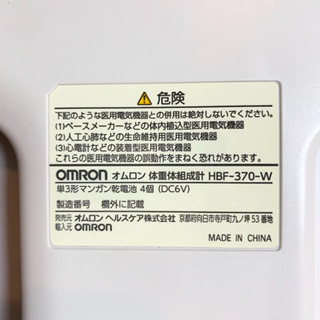 ⚠ 危険
下記のような医用電気機器との併用は絶対しないでください。
(1)ペースメーカーなどの体内植込型医用電気機器
(2)人工心肺などの生命維持用医用電気機器
(3)心電計などの装着型医用電気機器
これらの医用電気機器の誤動作をまねく恐れがあります。
OMRON オムロン 体重体組成計 HBF-370-W
単3形マンガン乾電池 4個 (DC6V)
製造番号 欄外に記載
発売元 オムロン ヘルスケア株式会社 京都府向日市寺戸町九ノ坪 53 番地
輸入元 OMRON
MADE IN CHINA